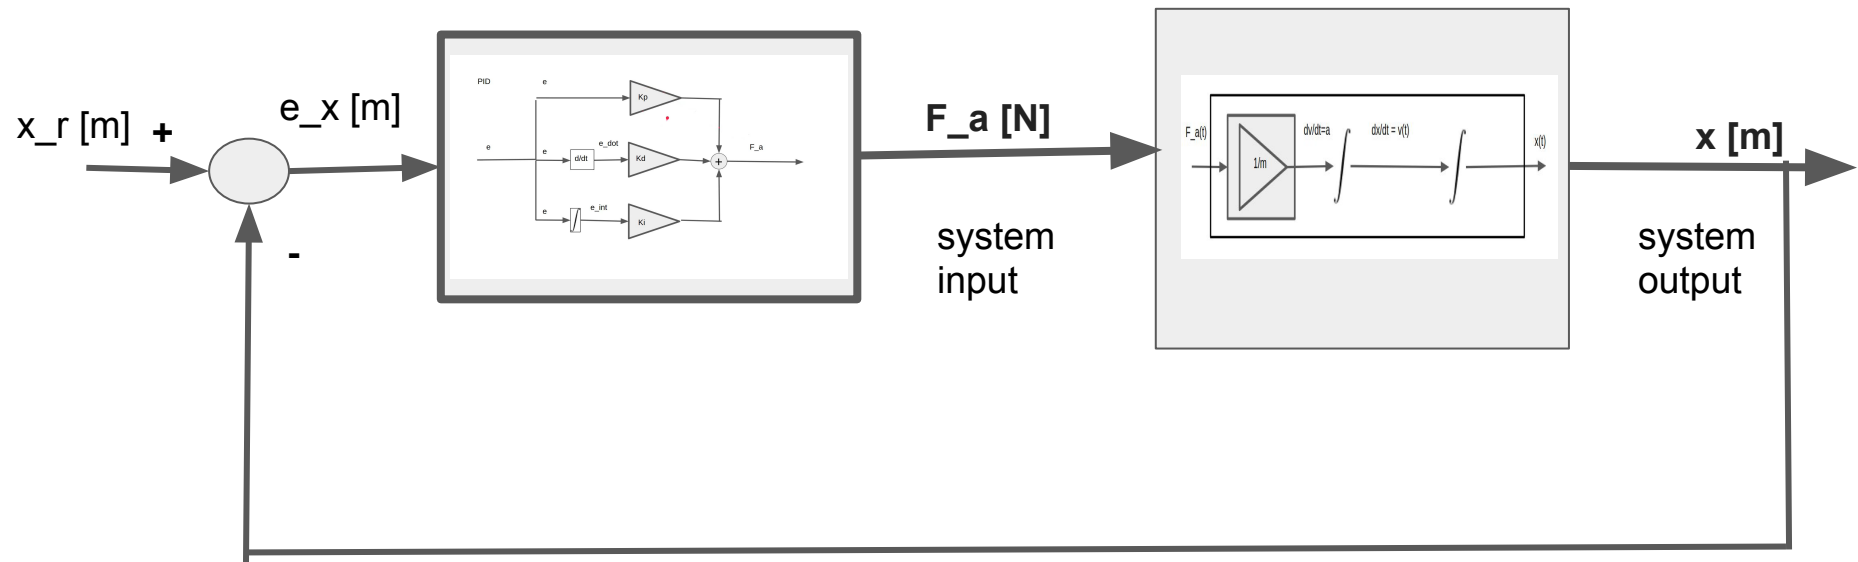 x_r [m]
+
-
e_x [m]
PID
e
e
e
e
d/dt
e_dot
e_int
Kp
Kd
Ki
+
F_a
F_a [N]
system
input
F_a(t)
1/m
dv/dt=a
dx/dt = v(t)
x(t)
x [m]
system
output